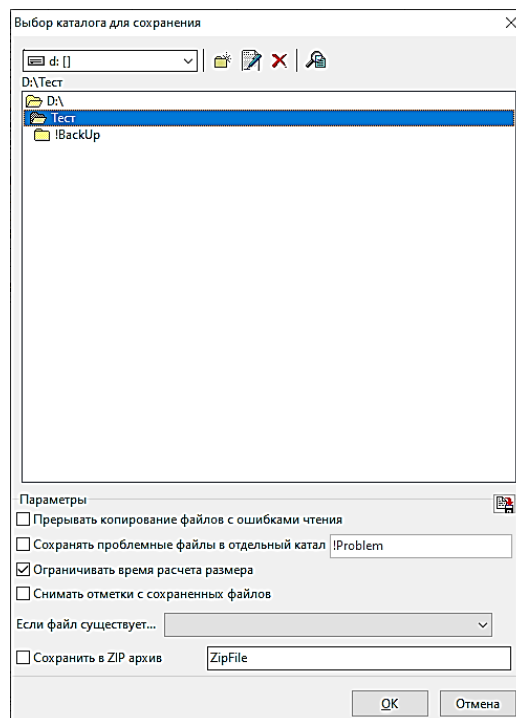 Выбор каталога для сохранения
d: []
D:\Тест
D:\
Тест
!BackUp
Параметры
Прерывать копирование файлов с ошибками чтения
Сохранять проблемные файлы в отдельный катал !Problem
Ограничивать время расчета размера
Снимать отметки с сохраненных файлов
Если файл существует...
Сохранить в ZIP архив ZipFile
OK Отмена